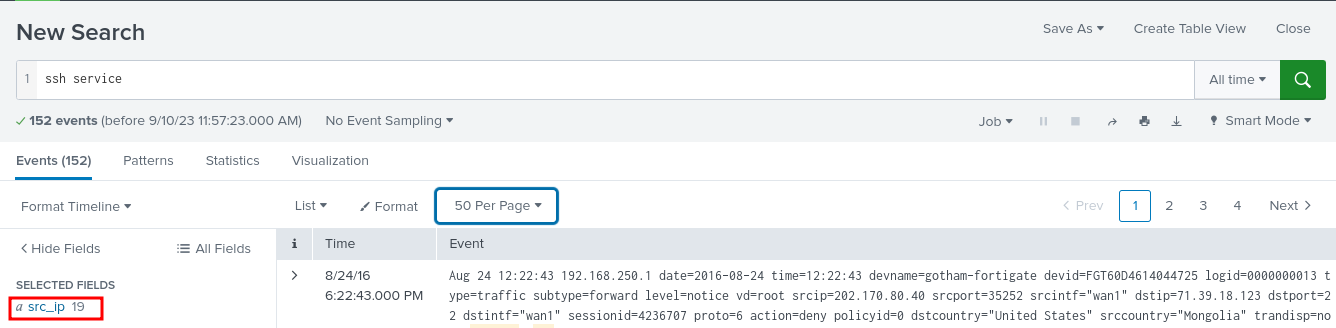 New Search
Save As
Create Table View
Close
1 ssh service
All time
152 events (before 9/10/23 11:57:23.000 AM)
No Event Sampling
Job
Smart Mode
Events (152)
Patterns
Statistics
Visualization
Format Timeline
List
Format
50 Per Page
Prev
1
2
3
4
Next
Hide Fields
All Fields
i
Time
Event
SELECTED FIELDS
a src_ip 19
8/24/16
6:22:43.000 PM
Aug 24 12:22:43 192.168.250.1 date=2016-08-24 time=12:22:43 devname=gotham-fortigate devid=FGT60D4614044725 logid=0000000013 t
ype=traffic subtype=forward level=notice vd=root srcip=202.170.80.40 srcport=35252 srcintf="wan1" dstip=71.39.18.123 dstport=2
2 dstintf="wan1" sessionid=4236707 proto=6 action=deny policyid=0 dstcountry="United States" srccountry="Mongolia" trandisp=no